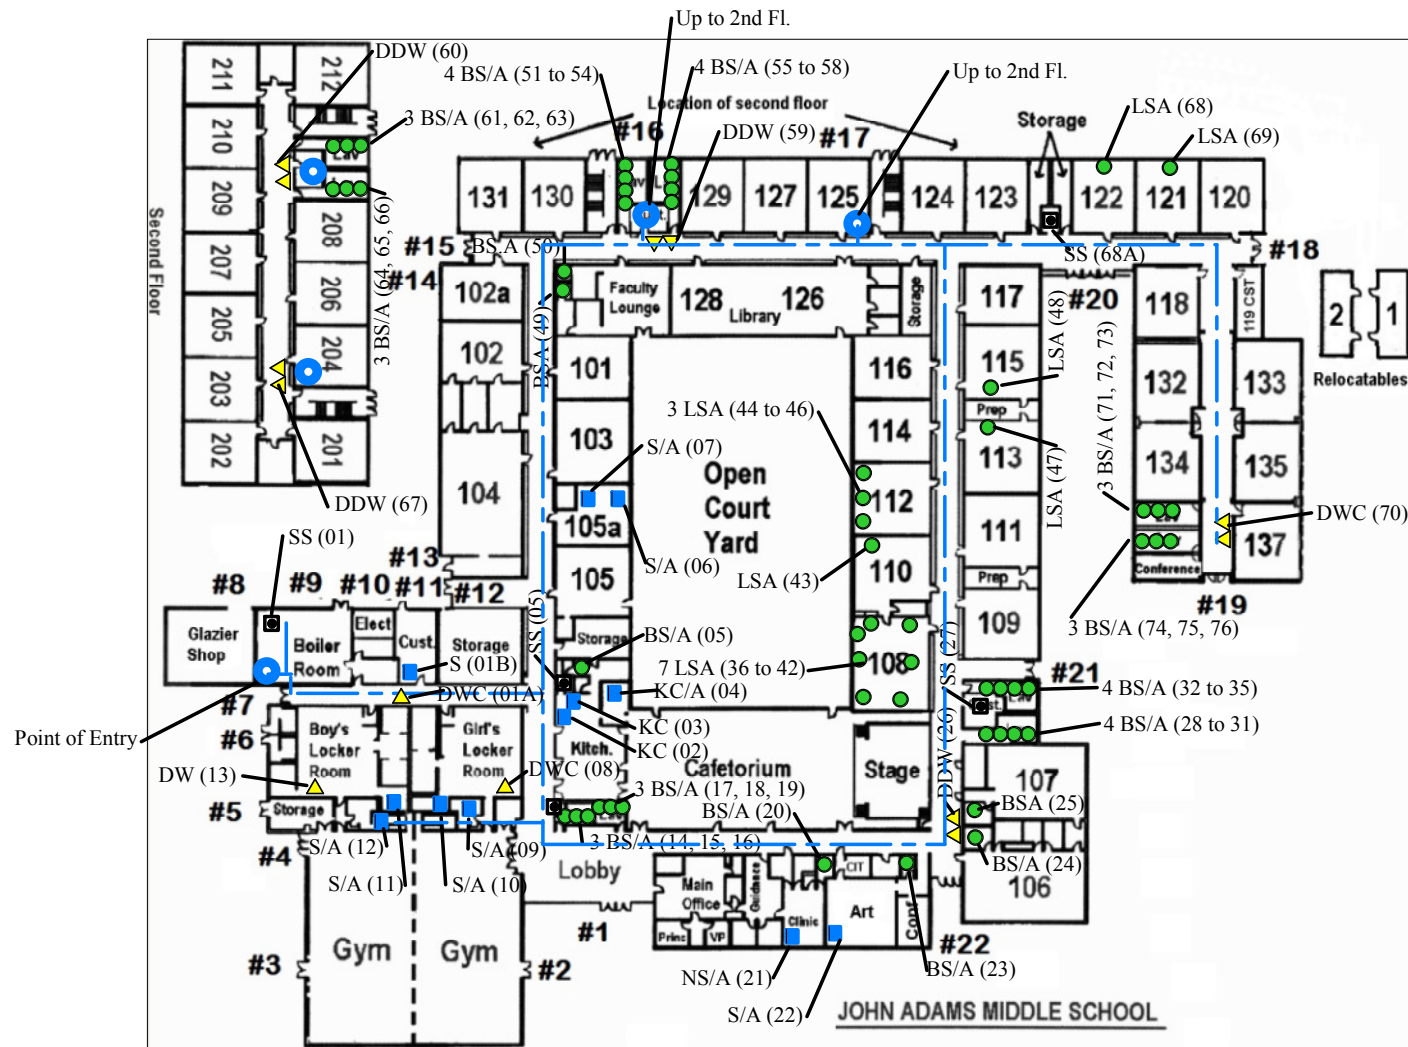 Up to 2nd Fl.
DDW (60)
4 BS/A (51 to 54)
4 BS/A (55 to 58)
Up to 2nd Fl.
Location of second floor
3 BS/A (61, 62, 63)
#16
DDW (59)
#17
Storage
LSA (68)
LSA (69)
211
212
210
Lav
209
208
207
206
205
204
203
202
201
Second Floor
3 BS/A (64, 65, 66)
DDW (67)
131
130
129
127
125
124
123
122
121
120
#15
#14
BS.A (50)
BSA (49)
SS (68A)
#18
#20
102a
102
104
Faculty
Lounge
128
126
Library
Storage
117
115
Prep
113
111
Prep
109
LSA (48)
LSA (47)
118
119 CST
132
133
134
135
137
Conference
2
1
Relocatables
3 BS/A (71, 72, 73)
DWC (70)
#19
3 BS/A (74, 75, 76)
101
103
105a
105
Storage
116
114
112
110
108
3 LSA (44 to 46)
S/A (07)
S/A (06)
Open
Court
Yard
LSA (43)
7 LSA (36 to 42)
SS (01)
#8
#9
#10
#11
#12
#13
Glazier
Shop
Boiler
Room
Elect
Cust.
Storage
S (01B)
DWC (01A)
SS (05)
BS/A (05)
KC/A (04)
KC (03)
KC (02)
Kitch.
Cafetorium
Stage
SS (27)
DDW (26)
#21
Lav
4 BS/A (32 to 35)
4 BS/A (28 to 31)
#7
#6
#5
#4
Point of Entry
Boy's
Locker
Room
Girl's
Locker
Room
DW (13)
DWC (08)
Storage
3 BS/A (17, 18, 19)
Lav
3 BS/A (14, 15, 16)
BS/A (20)
107
BSA (25)
BS/A (24)
106
S/A (12)
S/A (11)
S/A (10)
S/A (09)
Lobby
Main
Office
Guidance
Clinic
CIT
Art
Conf
Princ
VP
Gym
Gym
#3
#2
#1
#22
NS/A (21)
S/A (22)
BS/A (23)
JOHN ADAMS MIDDLE SCHOOL